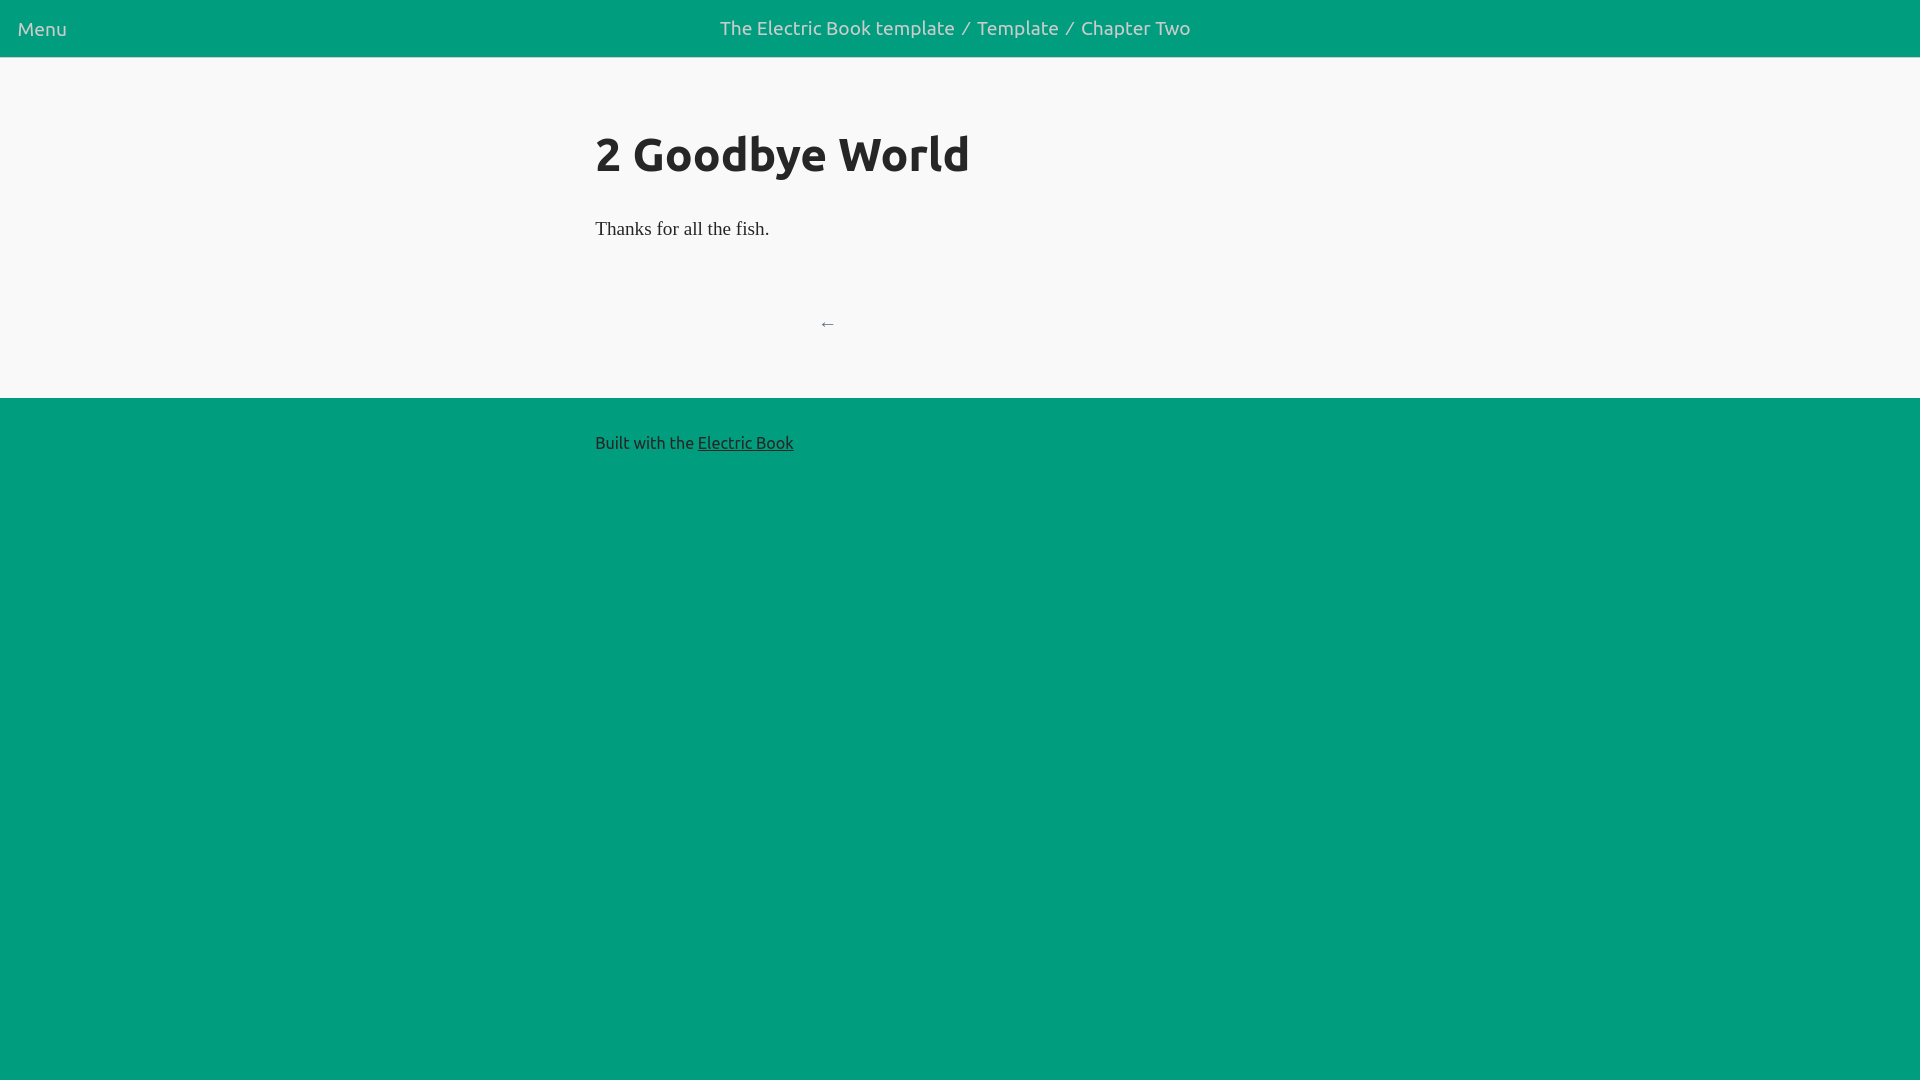 Menu
The Electric Book template / Template / Chapter Two
2 Goodbye World
Thanks for all the fish.
←
Built with the Electric Book